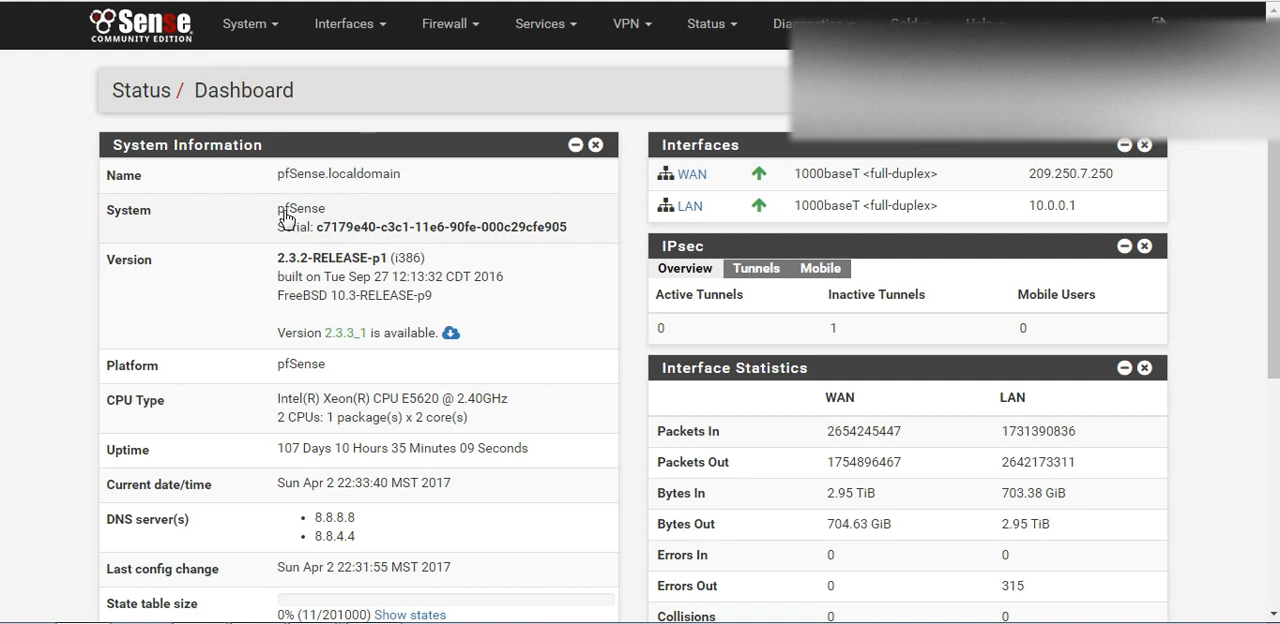 Sense
COMMUNITY EDITION
System
Interfaces
Firewall
Services
VPN
Status
Status / Dashboard
System Information
Name
pfSense.localdomain
System
pfSense
Serial: c7179e40-c3c1-11e6-90fe-000c29cfe905
Version
2.3.2-RELEASE-p1 (i386)
built on Tue Sep 27 12:13:32 CDT 2016
FreeBSD 10.3-RELEASE-p9
Version 2.3.3_1 is available.
Platform
pfSense
CPU Type
Intel(R) Xeon(R) CPU E5620 @ 2.40GHz
2 CPUs: 1 package(s) x 2 core(s)
Uptime
107 Days 10 Hours 35 Minutes 09 Seconds
Current date/time
Sun Apr 2 22:33:40 MST 2017
DNS server(s)
• 8.8.8.8
• 8.8.4.4
Last config change
Sun Apr 2 22:31:55 MST 2017
State table size
0% (11/201000) Show states
Interfaces
WAN 1000baseT <full-duplex> 209.250.7.250
LAN 1000baseT <full-duplex> 10.0.0.1
IPsec
Overview Tunnels Mobile
Active Tunnels Inactive Tunnels Mobile Users
0 1 0
Interface Statistics
WAN LAN
Packets In 2654245447 1731390836
Packets Out 1754896467 2642173311
Bytes In 2.95 TiB 703.38 GiB
Bytes Out 704.63 GiB 2.95 TiB
Errors In 0 0
Errors Out 0 315
Collisions 0 0